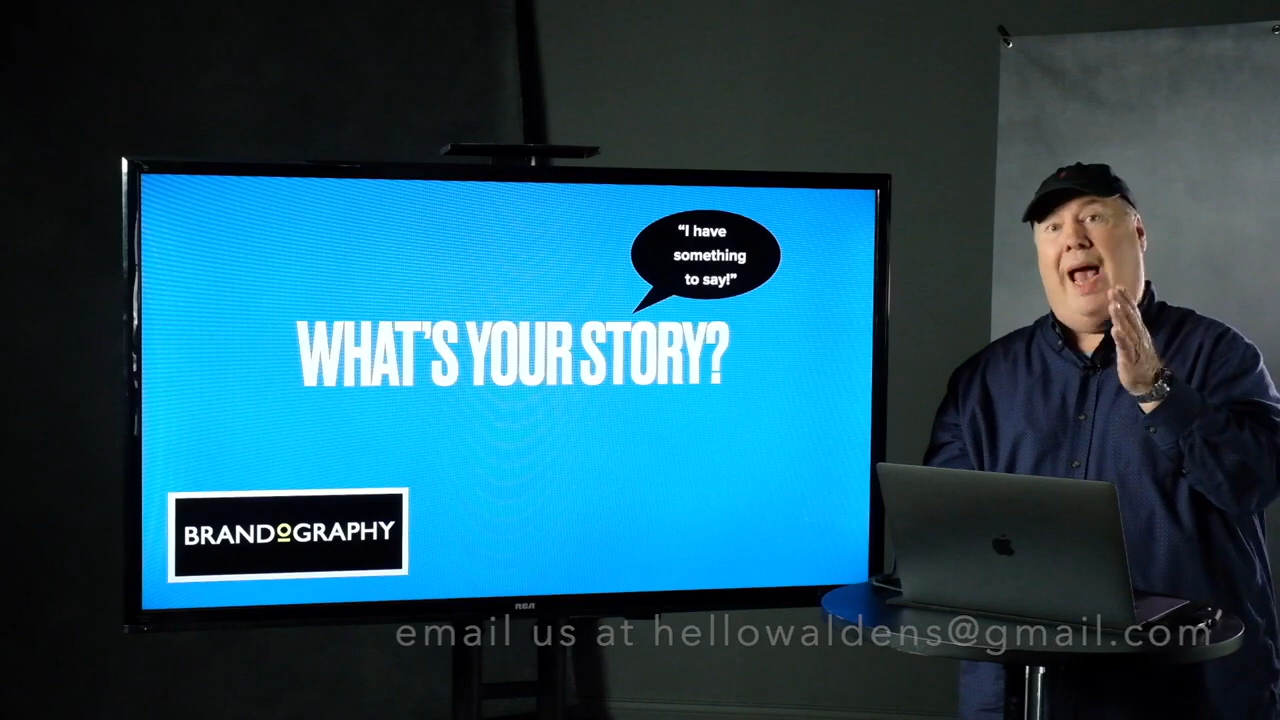 “I have
something
to say!”
WHAT'S YOUR STORY?
BRANDOGRAPHY
RCA
email us at hellowaldens@gmail.com